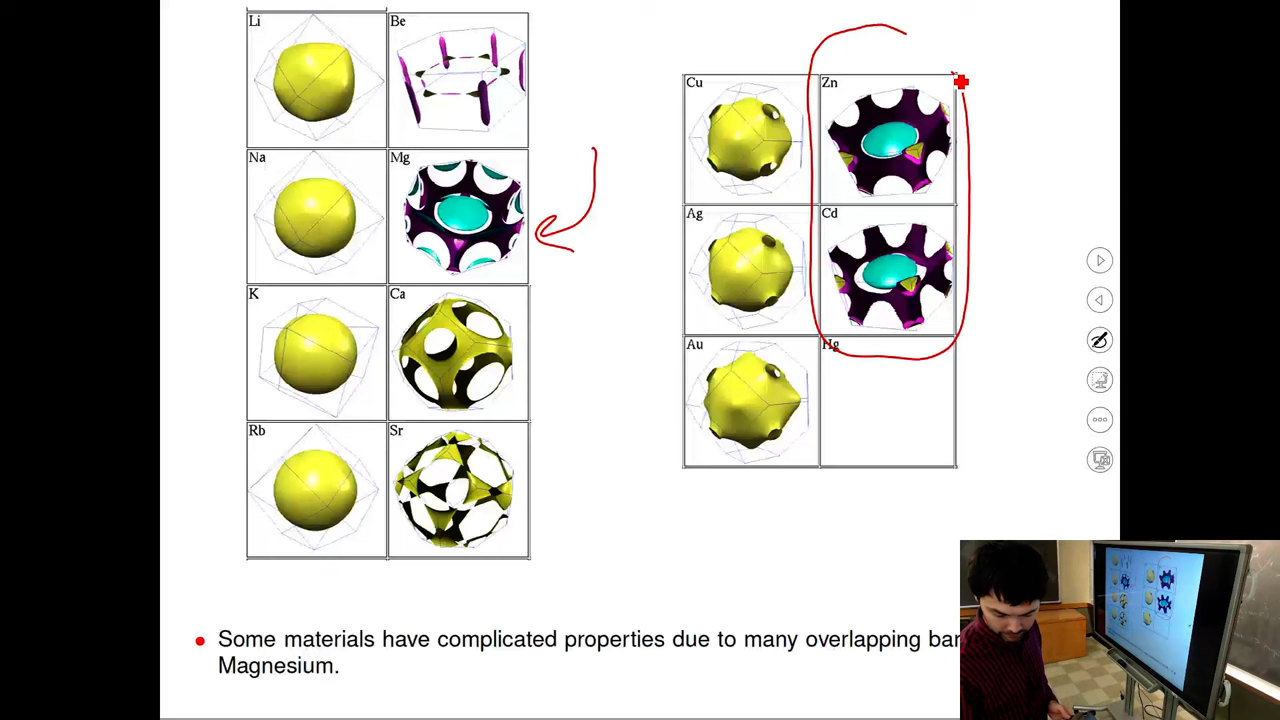 Li Be
Na Mg
K Ca
Rb Sr
Cu Zn
Ag Cd
Au Hg
Some materials have complicated properties due to many overlapping
Magnesium.